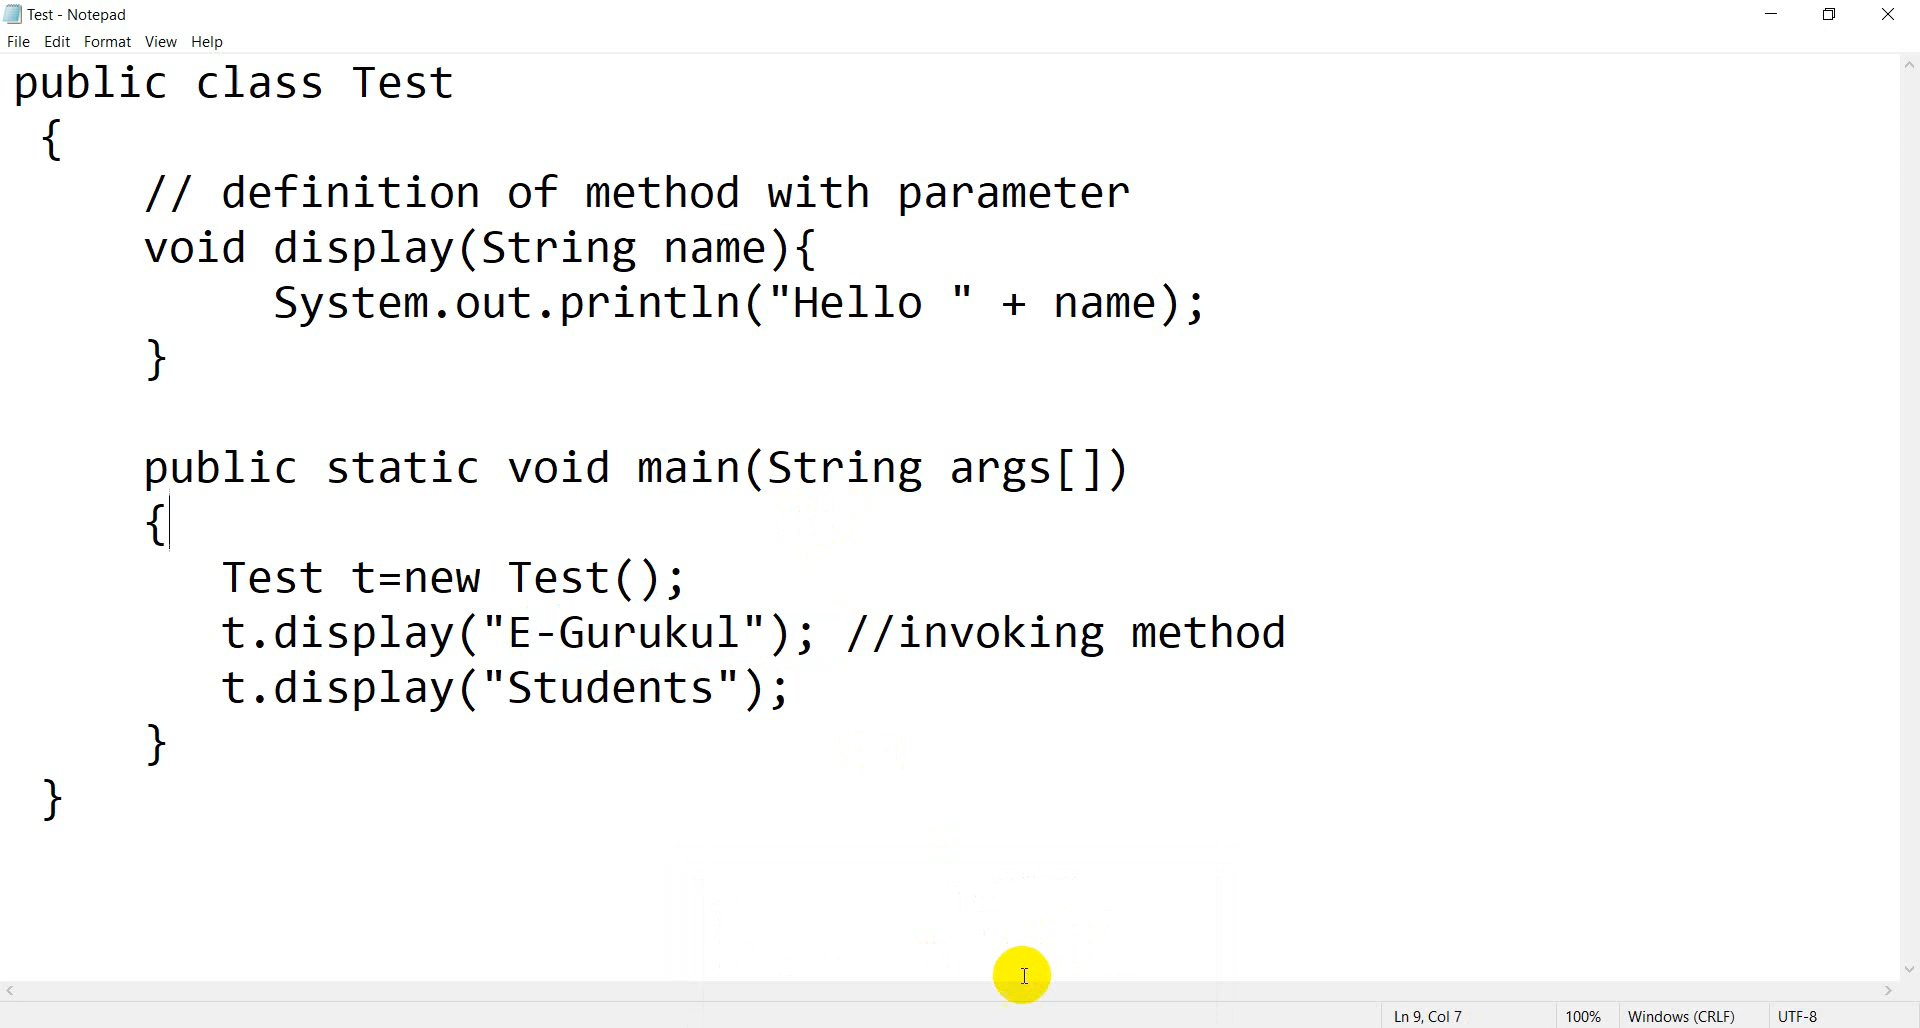 Test - Notepad
File Edit Format View Help
public class Test
{
// definition of method with parameter
void display(String name){
System.out.println("Hello " + name);
}
public static void main(String args[])
{
Test t=new Test();
t.display("E-Gurukul"); //invoking method
t.display("Students");
}
}
Ln 9, Col 7 100% Windows (CRLF) UTF-8